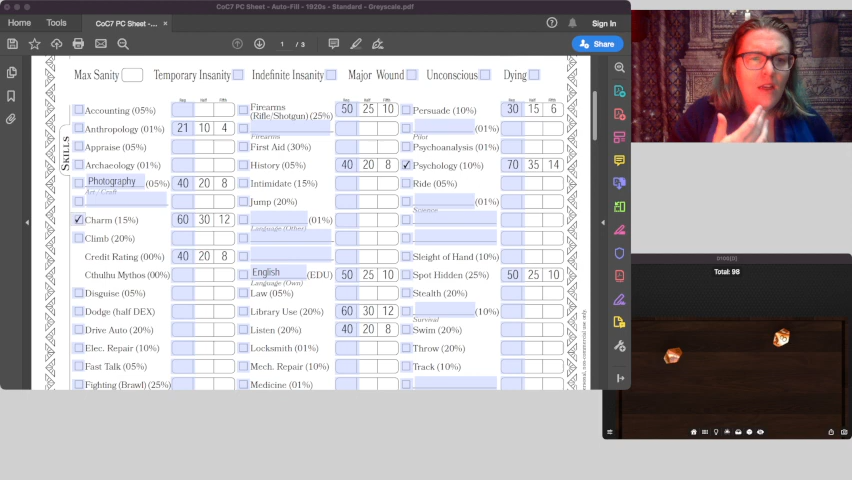 CoC7 PC Sheet - Auto-Fill - 1920s - Standard - Greyscale.pdf
Home Tools CoC7 PC Sheet -... × Sign In
1 / 3 Share
Max Sanity Temporary Insanity Indefinite Insanity Major Wound Unconscious Dying
SKILLS
Reg Half Fifth Reg Half Fifth Reg Half Fifth
Accounting (05%) Firearms (Rifle/Shotgun) (25%) 50 25 10 Persuade (10%) 30 15 6
Anthropology (01%) 21 10 4 Firearms (01%) Pilot
Appraise (05%) First Aid (30%) Psychoanalysis (01%)
Archaeology (01%) History (05%) 40 20 8 Psychology (10%) 70 35 14
Photography (05%) 40 20 8 Intimidate (15%) Ride (05%)
Art / Craft Jump (20%) (01%)
Science
Charm (15%) 60 30 12 (01%)
Language (Other)
Climb (20%)
Credit Rating (00%) 40 20 8 Sleight of Hand (10%)
Cthulhu Mythos (00%) English (EDU) 50 25 10 Spot Hidden (25%) 50 25 10
Language (Own)
Disguise (05%) Law (05%) Stealth (20%)
Dodge (half DEX) Library Use (20%) 60 30 12 (10%)
Survival
Drive Auto (20%) Listen (20%) 40 20 8 Swim (20%)
Elec. Repair (10%) Locksmith (01%) Throw (20%)
Fast Talk (05%) Mech. Repair (10%) Track (10%)
Fighting (Brawl) (25%) Medicine (01%)
Total: 98